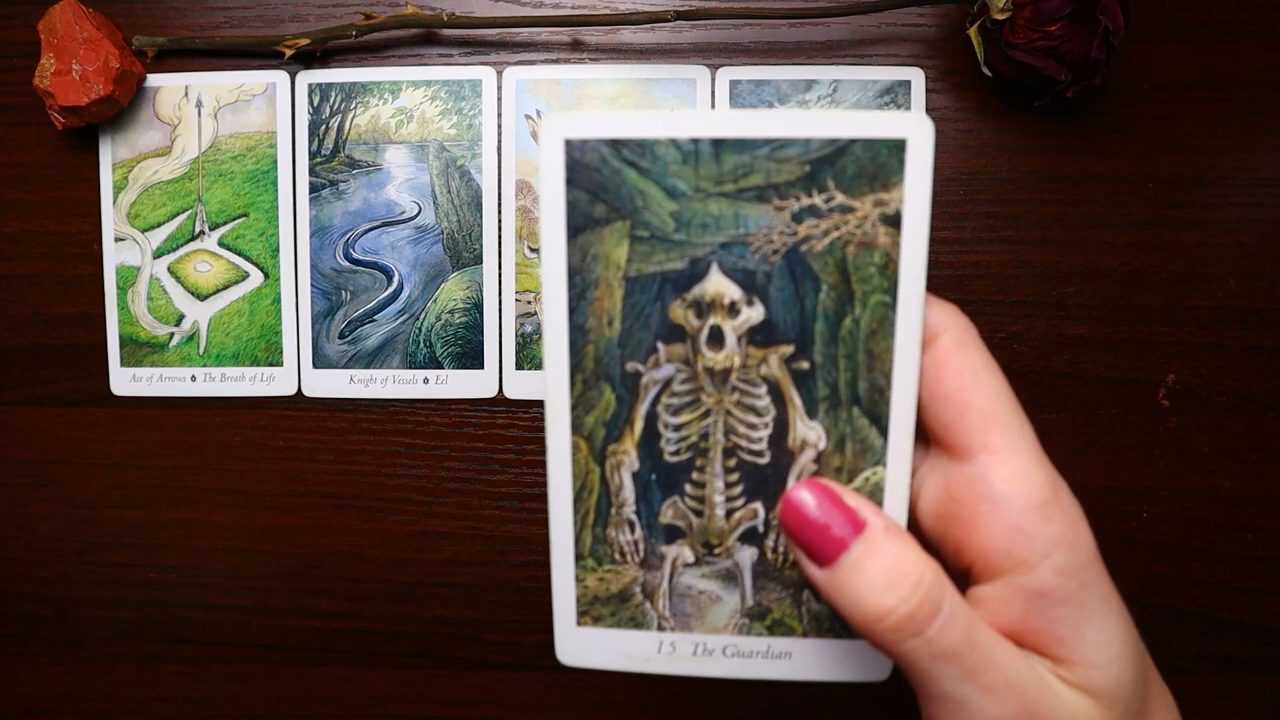 Ace of Arrows The Breath of Life
Knight of Vessels Eel
15 The Guardian